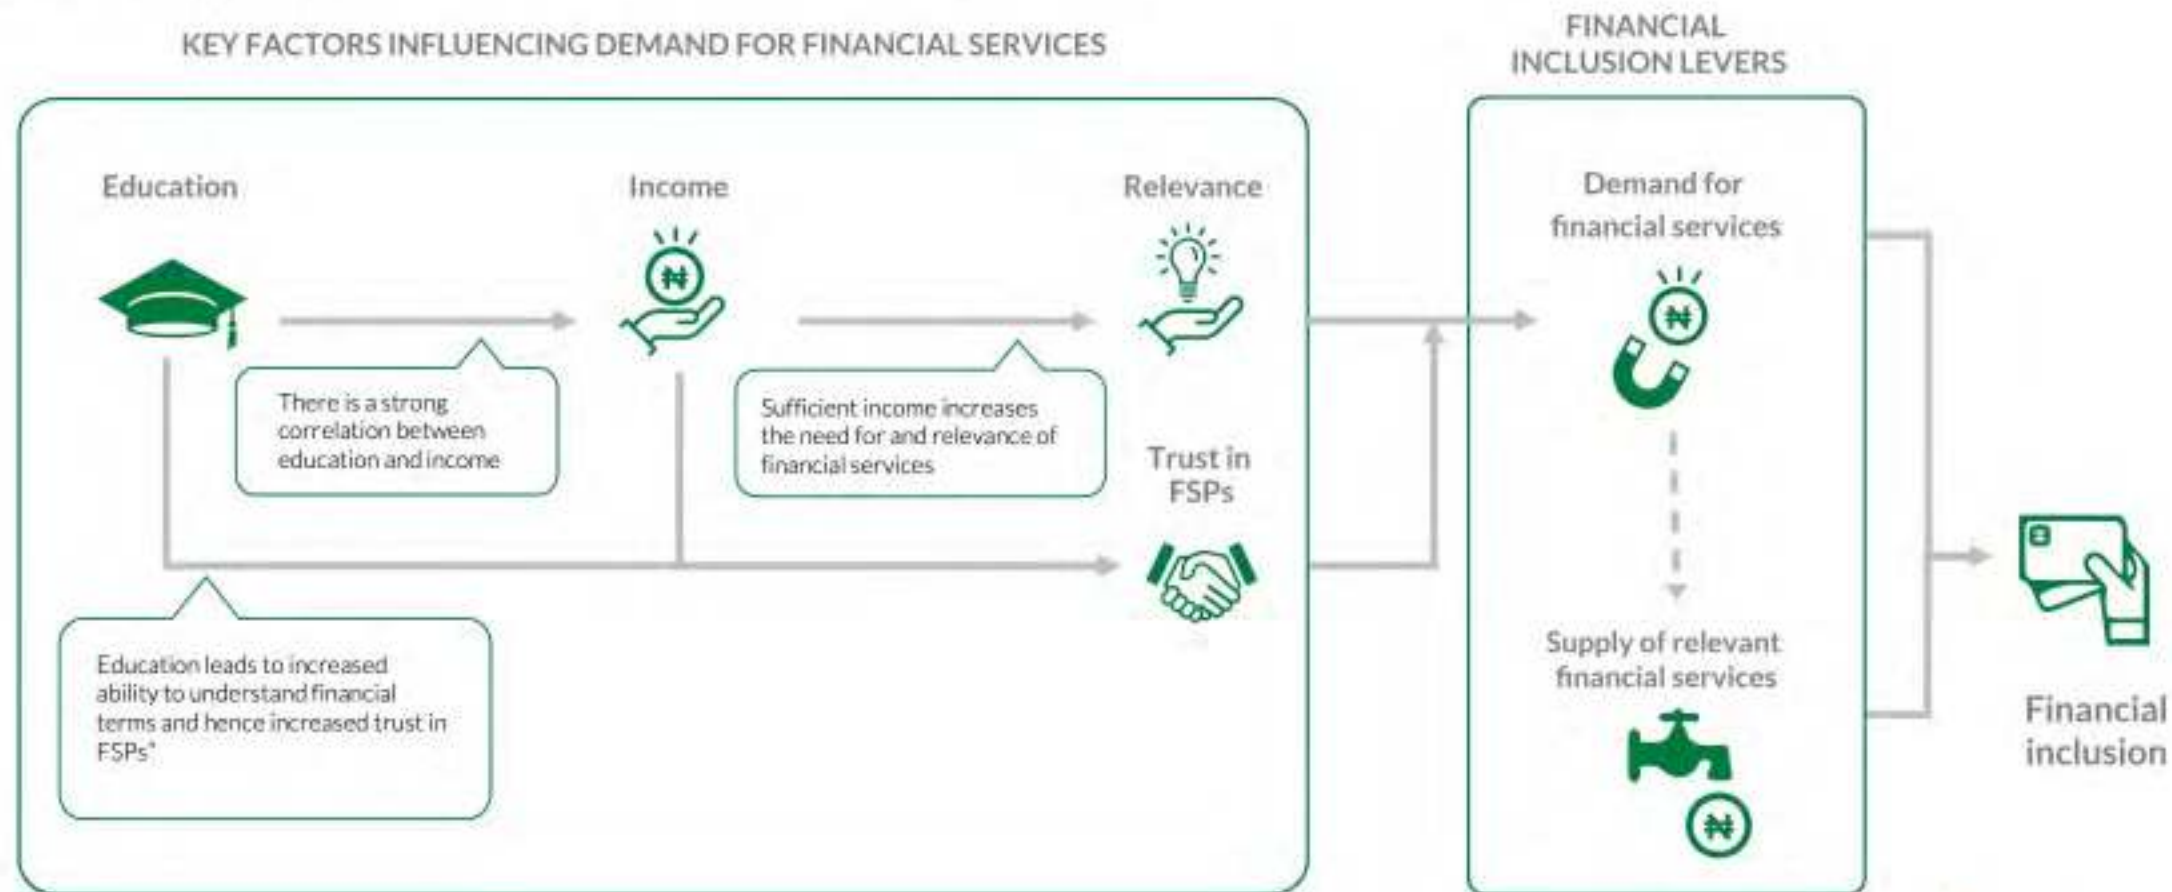 KEY FACTORS INFLUENCING DEMAND FOR FINANCIAL SERVICES
FINANCIAL
INCLUSION LEVERS
Education
Income
Relevance
There is a strong
correlation between
education and income
Sufficient income increases
the need for and relevance of
financial services
Trust in
FSPs
Education leads to increased
ability to understand financial
terms and hence increased trust in
FSPs*
Demand for
financial services
₦
₦
Supply of relevant
financial services
₦
Financial
inclusion